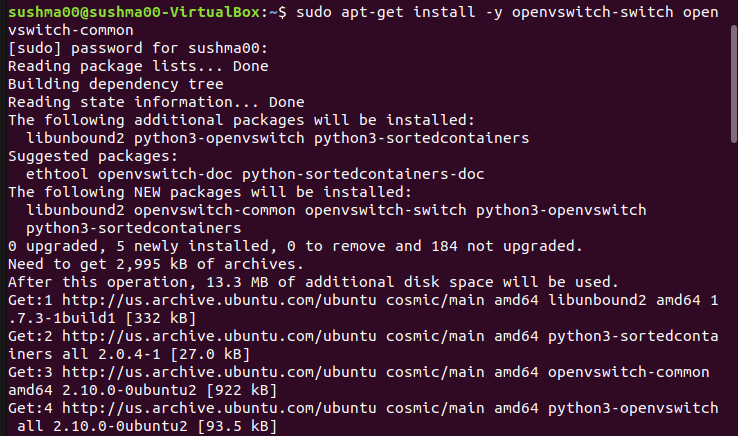 sushma00@sushma00-VirtualBox:~$ sudo apt-get install -y openvswitch-switch open
vswitch-common
[sudo] password for sushma00:
Reading package lists... Done
Building dependency tree
Reading state information... Done
The following additional packages will be installed:
  libunbound2 python3-openvswitch python3-sortedcontainers
Suggested packages:
  ethtool openvswitch-doc python-sortedcontainers-doc
The following NEW packages will be installed:
  libunbound2 openvswitch-common openvswitch-switch python3-openvswitch
  python3-sortedcontainers
0 upgraded, 5 newly installed, 0 to remove and 184 not upgraded.
Need to get 2,995 kB of archives.
After this operation, 13.3 MB of additional disk space will be used.
Get:1 http://us.archive.ubuntu.com/ubuntu cosmic/main amd64 libunbound2 amd64 1
.7.3-1build1 [332 kB]
Get:2 http://us.archive.ubuntu.com/ubuntu cosmic/main amd64 python3-sortedconta
iners all 2.0.4-1 [27.0 kB]
Get:3 http://us.archive.ubuntu.com/ubuntu cosmic/main amd64 openvswitch-common
amd64 2.10.0-0ubuntu2 [922 kB]
Get:4 http://us.archive.ubuntu.com/ubuntu cosmic/main amd64 python3-openvswitch
 all 2.10.0-0ubuntu2 [93.5 kB]